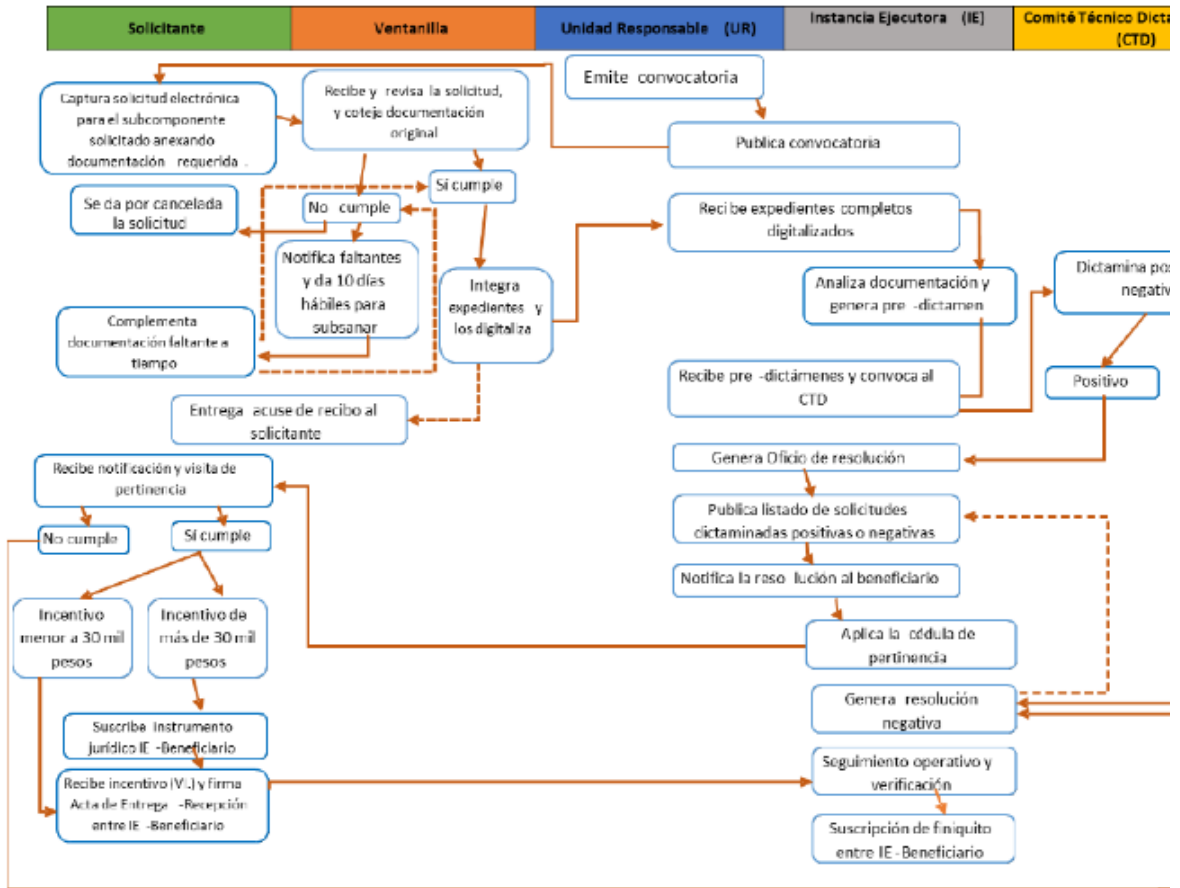 Solicitante
Ventanilla
Unidad Responsable (UR)
Instancia Ejecutora (IE)
Comité Técnico
(CTD)
Emite convocatoria
Captura solicitud electrónica
para el subcomponente
solicitado anexando
documentación requerida .
Recibe y revisa la solicitud,
y coteja documentación
original
Publica convocatoria
Sí cumple
Se da por cancelada
la solicitud
No cumple
Recibe expedientes completos
digitalizados
Notifica faltantes
y da 10 días
hábiles para
subsanar
Integra
expedientes y
los digitaliza
Analiza documentación y
genera pre -dictamen
Dictamina
Complementa
documentación faltante a
tiempo
Recibe pre -dictámenes y convoca al
CTD
Positivo
Entrega acuse de recibo al
solicitante
Genera Oficio de resolución
Recibe notificación y visita de
pertinencia
Publica listado de solicitudes
dictaminadas positivas o negativas
No cumple
Sí cumple
Notifica la reso lución al beneficiario
Incentivo
menor a 30 mil
pesos
Incentivo de
más de 30 mil
pesos
Aplica la cédula de
pertinencia
Genera resolución
negativa
Suscribe instrumento
jurídico IE -Beneficiario
Seguimiento operativo y
verificación
Recibe incentivo (VI.) y firma
Acta de Entrega -Recepción
entre IE -Beneficiario
Suscripción de finiquito
entre IE -Beneficiario